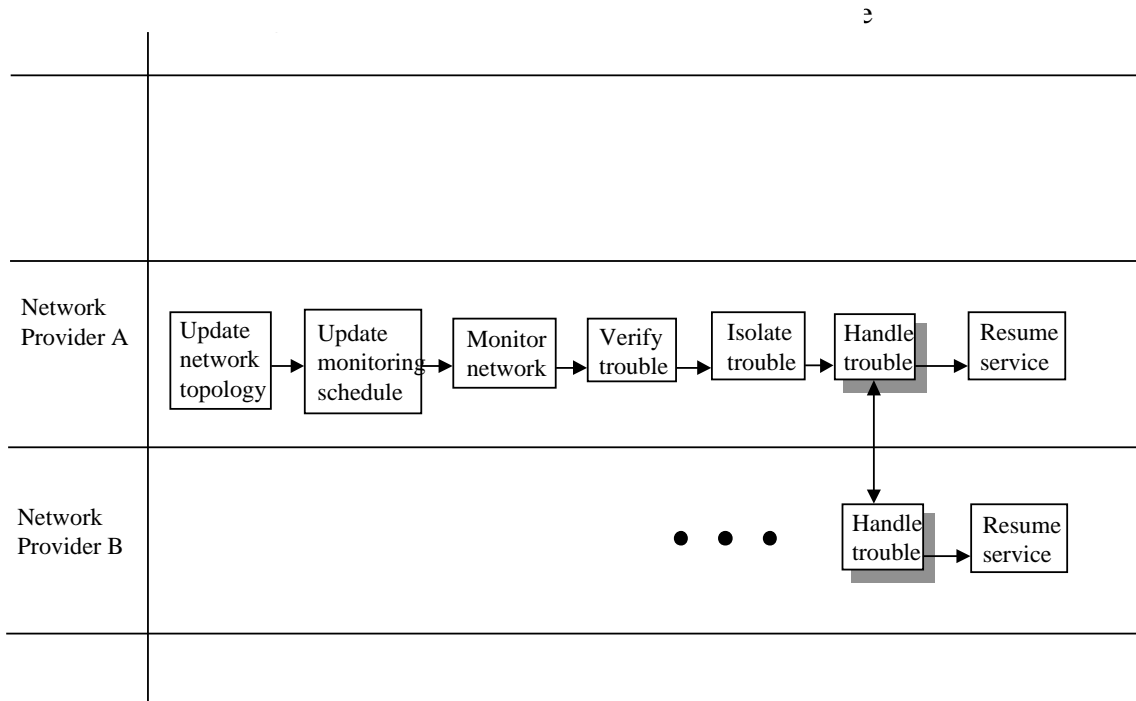 Network
Provider A
Update
network
topology
Update
monitoring
schedule
Monitor
network
Verify
trouble
Isolate
trouble
Handle
trouble
Resume
service
Network
Provider B
Handle
trouble
Resume
service